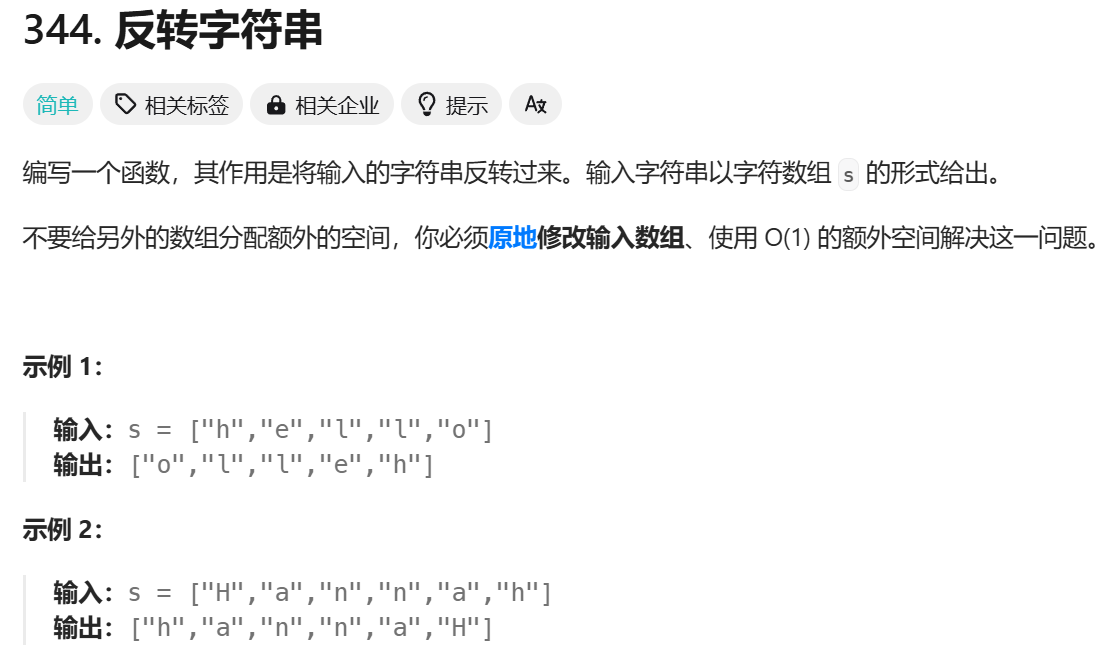 344. 反转字符串
简单 相关标签 相关企业 提示 Ax
编写一个函数，其作用是将输入的字符串反转过来。输入字符串以字符数组 s 的形式给出。
不要给另外的数组分配额外的空间，你必须原地修改输入数组、使用 O(1) 的额外空间解决这一问题。
示例 1：
输入：s = ["h","e","l","l","o"]
输出：["o","l","l","e","h"]
示例 2：
输入：s = ["H","a","n","n","a","h"]
输出：["h","a","n","n","a","H"]